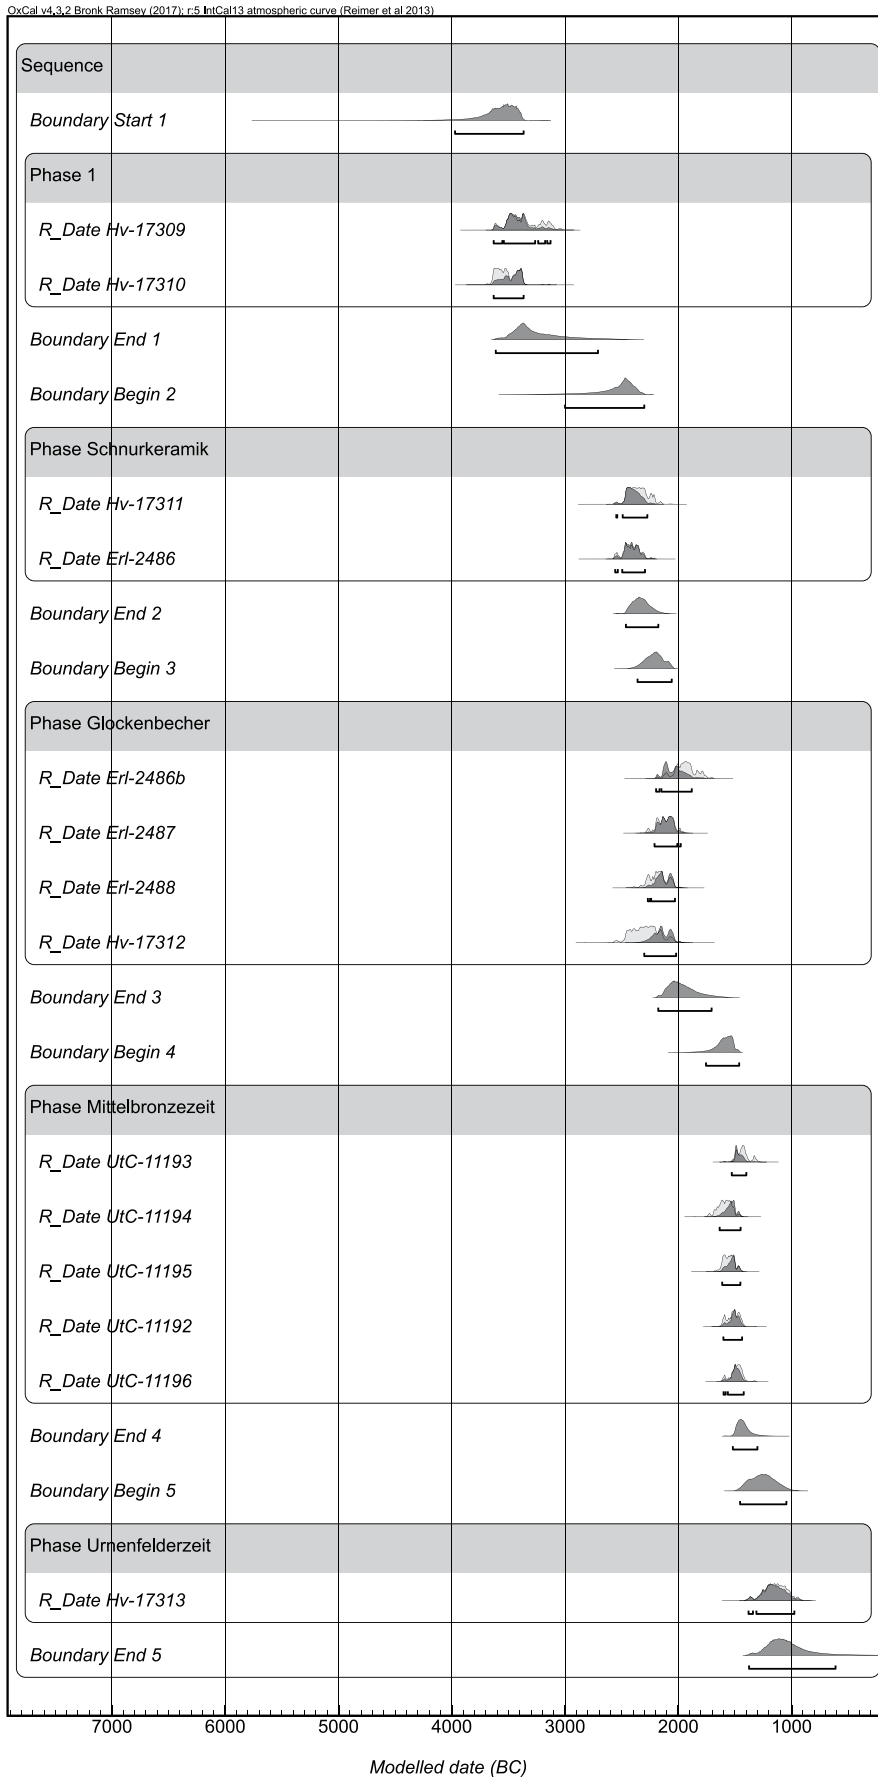 OxCal v4.3.2 Bronk Ramsey (2017); r:5 IntCal13 atmospheric curve (Reimer et al 2013)
Sequence
Boundary Start 1
Phase 1
R_Date Hv-17309
R_Date Hv-17310
Boundary End 1
Boundary Begin 2
Phase Schnurkeramik
R_Date Hv-17311
R_Date Erl-2486
Boundary End 2
Boundary Begin 3
Phase Glockenbecher
R_Date Erl-2486b
R_Date Erl-2487
R_Date Erl-2488
R_Date Hv-17312
Boundary End 3
Boundary Begin 4
Phase Mittelbronzezeit
R_Date UtC-11193
R_Date UtC-11194
R_Date UtC-11195
R_Date UtC-11192
R_Date UtC-11196
Boundary End 4
Boundary Begin 5
Phase Urnenfelderzeit
R_Date Hv-17313
Boundary End 5
7000 6000 5000 4000 3000 2000 1000
Modelled date (BC)